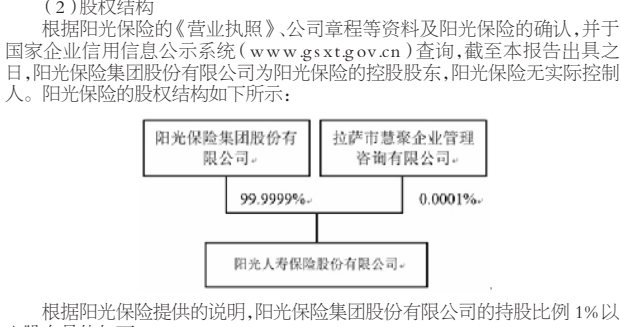 （2）股权结构
根据阳光保险的《营业执照》、公司章程等资料及阳光保险的确认，并于
国家企业信用信息公示系统（www.gsxt.gov.cn）查询，截至本报告出具之
日，阳光保险集团股份有限公司为阳光保险的控股股东，阳光保险无实际控制
人。阳光保险的股权结构如下所示：
阳光保险集团股份有
限公司
拉萨市慧聚企业管理
咨询有限公司
99.9999%
0.0001%
阳光人寿保险股份有限公司
根据阳光保险提供的说明，阳光保险集团股份有限公司的持股比例 1%以